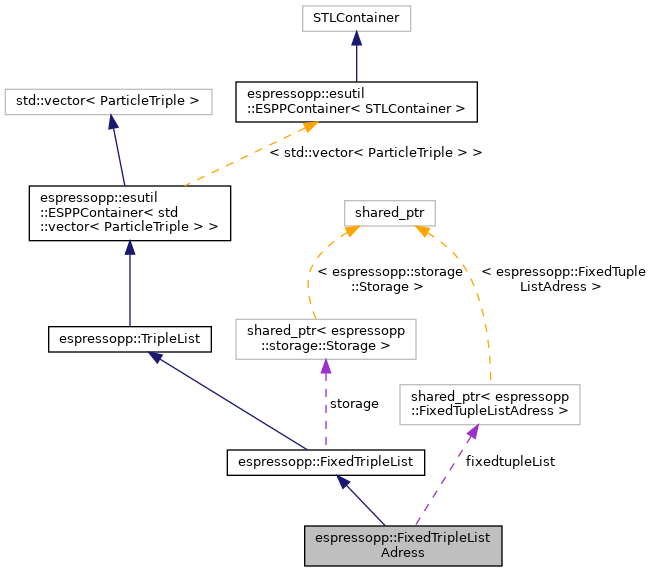 STLContainer
std::vector< ParticleTriple >
espressopp::esutil
::ESPPContainer< STLContainer >
< std::vector< ParticleTriple > >
espressopp::esutil
::ESPPContainer< std
::vector< ParticleTriple > >
shared_ptr
< espressopp::storage
::Storage >
< espressopp::FixedTuple
ListAdress >
espressopp::TripleList
shared_ptr< espressopp
::storage::Storage >
shared_ptr< espressopp
::FixedTupleListAdress >
storage
espressopp::FixedTripleList
fixedtupleList
espressopp::FixedTripleList
Adress